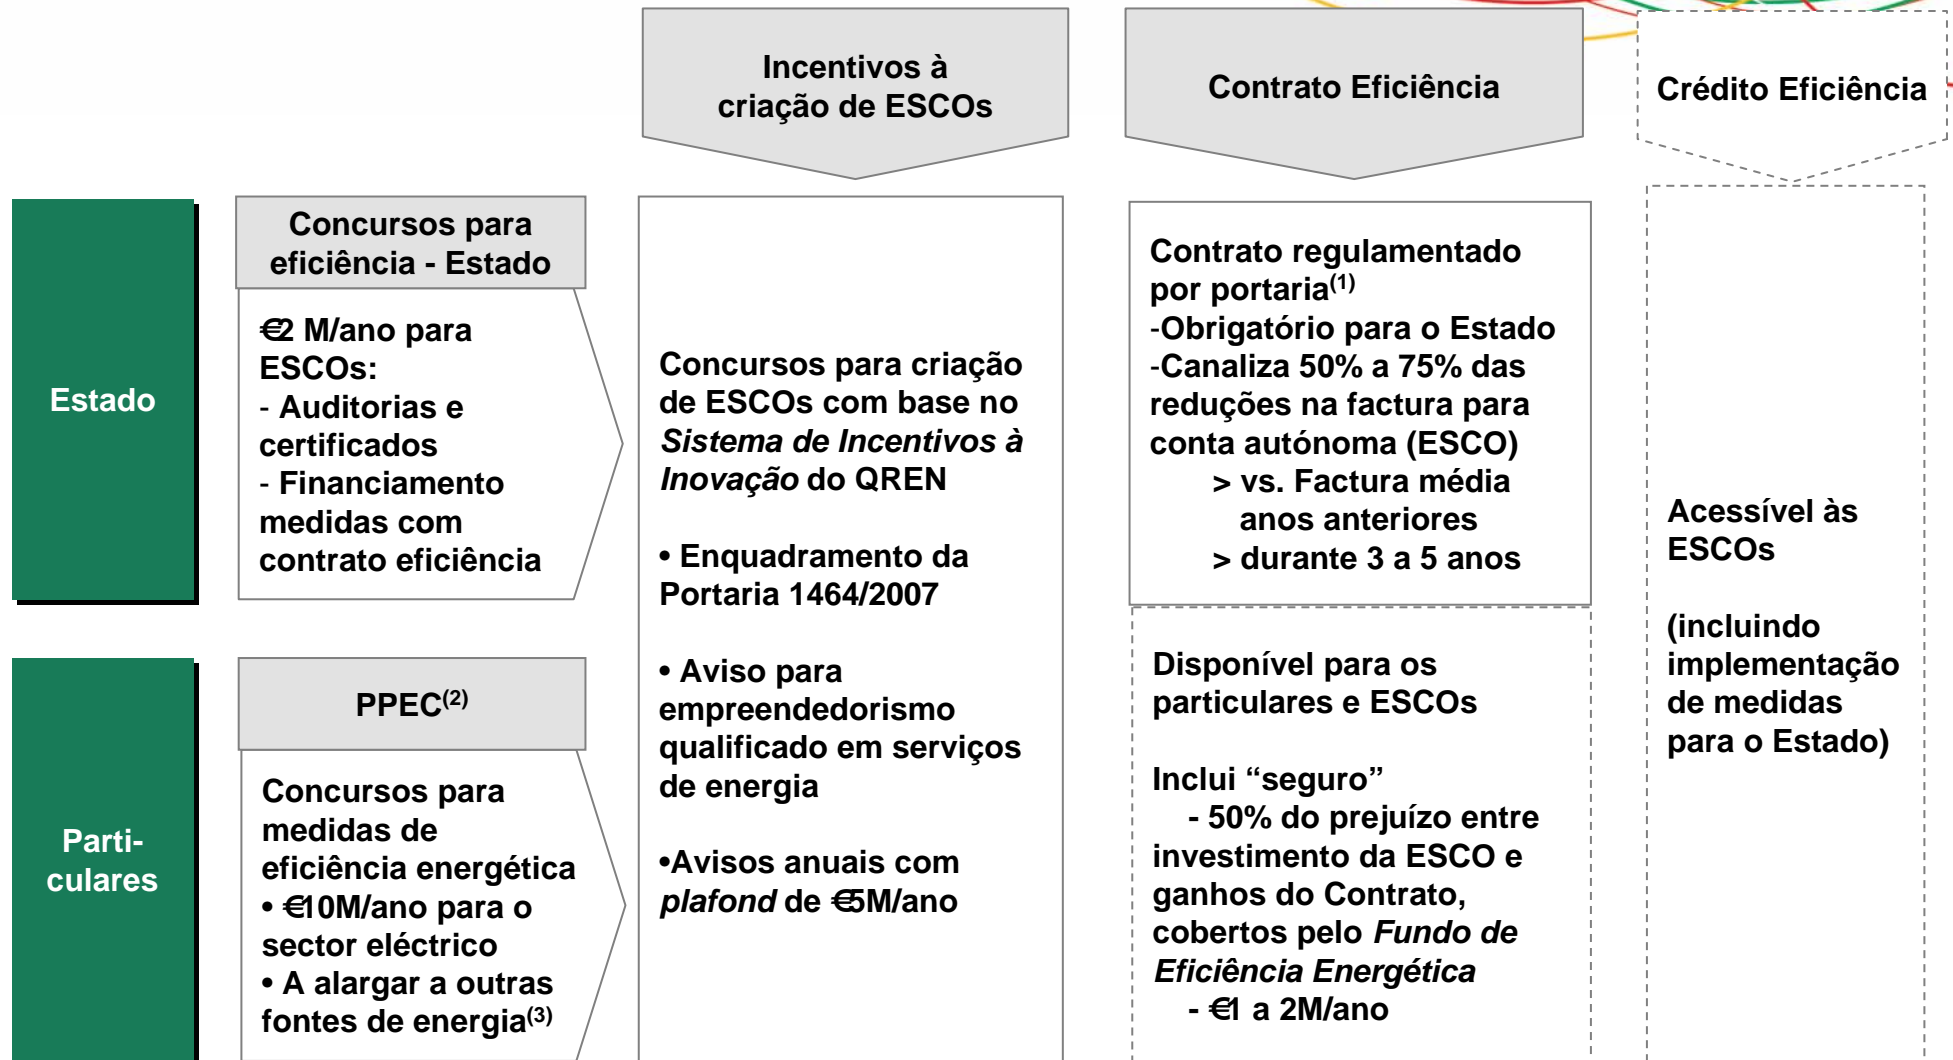 Incentivos à
criação de ESCOs
Contrato Eficiência
Crédito Eficiência
Estado
Concursos para
eficiência - Estado
€2 M/ano para
ESCOs:
- Auditorias e
certificados
- Financiamento
medidas com
contrato eficiência
Concursos para criação
de ESCOs com base no
Sistema de Incentivos à
Inovação do QREN
• Enquadramento da
Portaria 1464/2007
• Aviso para
empreendedorismo
qualificado em serviços
de energia
•Avisos anuais com
plafond de €5M/ano
Contrato regulamentado
por portaria(1)
-Obrigatório para o Estado
-Canaliza 50% a 75% das
reduções na factura para
conta autónoma (ESCO)
> vs. Factura média
anos anteriores
> durante 3 a 5 anos
Acessível às
ESCOs
(incluindo
implementação
de medidas
para o Estado)
Parti-
culares
PPEC(2)
Concursos para
medidas de
eficiência energética
• €10M/ano para o
sector eléctrico
• A alargar a outras
fontes de energia(3)
Disponível para os
particulares e ESCOs
Inclui “seguro”
- 50% do prejuízo entre
investimento da ESCO e
ganhos do Contrato,
cobertos pelo Fundo de
Eficiência Energética
- €1 a 2M/ano